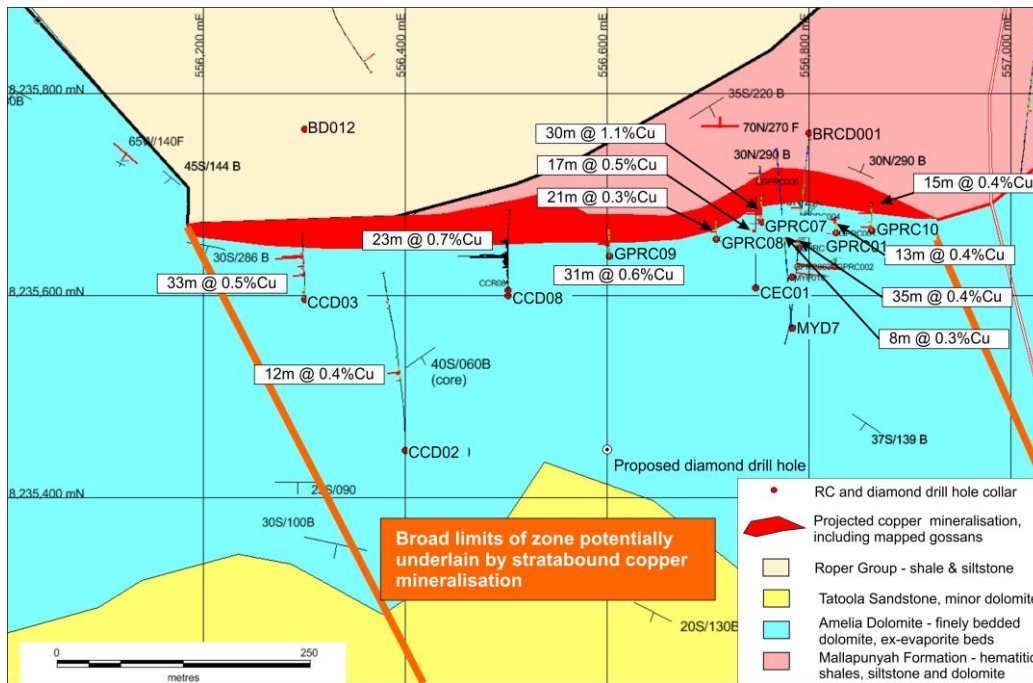 556,200 mE
556,400 mE
556,600 mE
556,800 mE
557,000 mE
8,235,800 mN
BD012
65W/140F
45S/144 B
35S/220 B
70N/270 F
BRCD001
30m @ 1.1%Cu
17m @ 0.5%Cu
21m @ 0.3%Cu
30N/290 B
30N/290 B
15m @ 0.4%Cu
30S/286 B
23m @ 0.7%Cu
GPRC09
GPRC08
GPRC07
GPRC01
GPRC10
33m @ 0.5%Cu
CCD03
CCD08
31m @ 0.6%Cu
CEC01
13m @ 0.4%Cu
GPRC002
8,235,600 mN
35m @ 0.4%Cu
MYD7
8m @ 0.3%Cu
12m @ 0.4%Cu
40S/060B
(core)
37S/139 B
CCD02
Proposed diamond drill hole
8,235,400 mN
30S/100B
20S/130B
Broad limits of zone potentially
underlain by stratabound copper
mineralisation
RC and diamond drill hole collar
Projected copper mineralisation,
including mapped gossans
Roper Group - shale & siltstone
Tatoola Sandstone, minor dolomite
Amelia Dolomite - finely bedded
dolomite, ex-evaporite beds
Mallapunyah Formation - hematitic
shales, siltstone and dolomite
0 250
metres